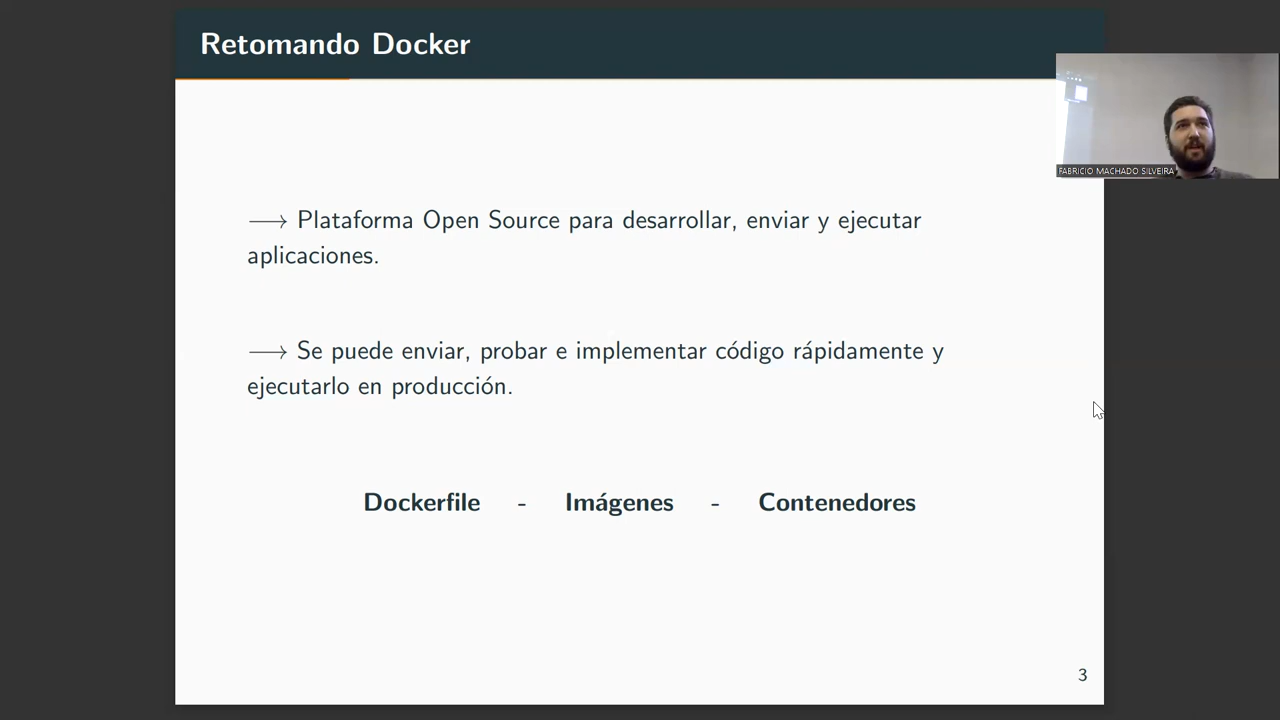 Retomando Docker
FABRICIO MACHADO SILVEIRA
⟶ Plataforma Open Source para desarrollar, enviar y ejecutar
aplicaciones.
⟶ Se puede enviar, probar e implementar código rápidamente y
ejecutarlo en producción.
Dockerfile - Imágenes - Contenedores
3